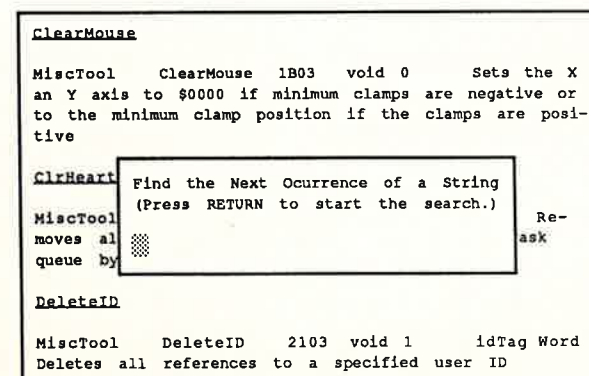 ClearMouse
MiscTool ClearMouse 1B03 void 0 Sets the X
an Y axis to $0000 if minimum clamps are negative or
to the minimum clamp position if the clamps are posi-
tive
ClrHeart
Find the Next Ocurrence of a String
(Press RETURN to start the search.)
MiscTool Re-
moves al ask
queue by
DeleteID
MiscTool DeleteID 2103 void 1 idTag Word
Deletes all references to a specified user ID